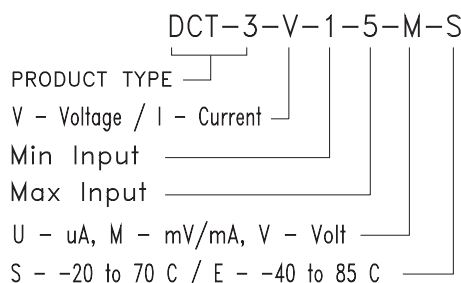 DCT-3-V-1-5-M-S
PRODUCT TYPE
V - Voltage / I - Current
Min Input
Max Input
U - uA, M - mV/mA, V - Volt
S - -20 to 70 C / E - -40 to 85 C